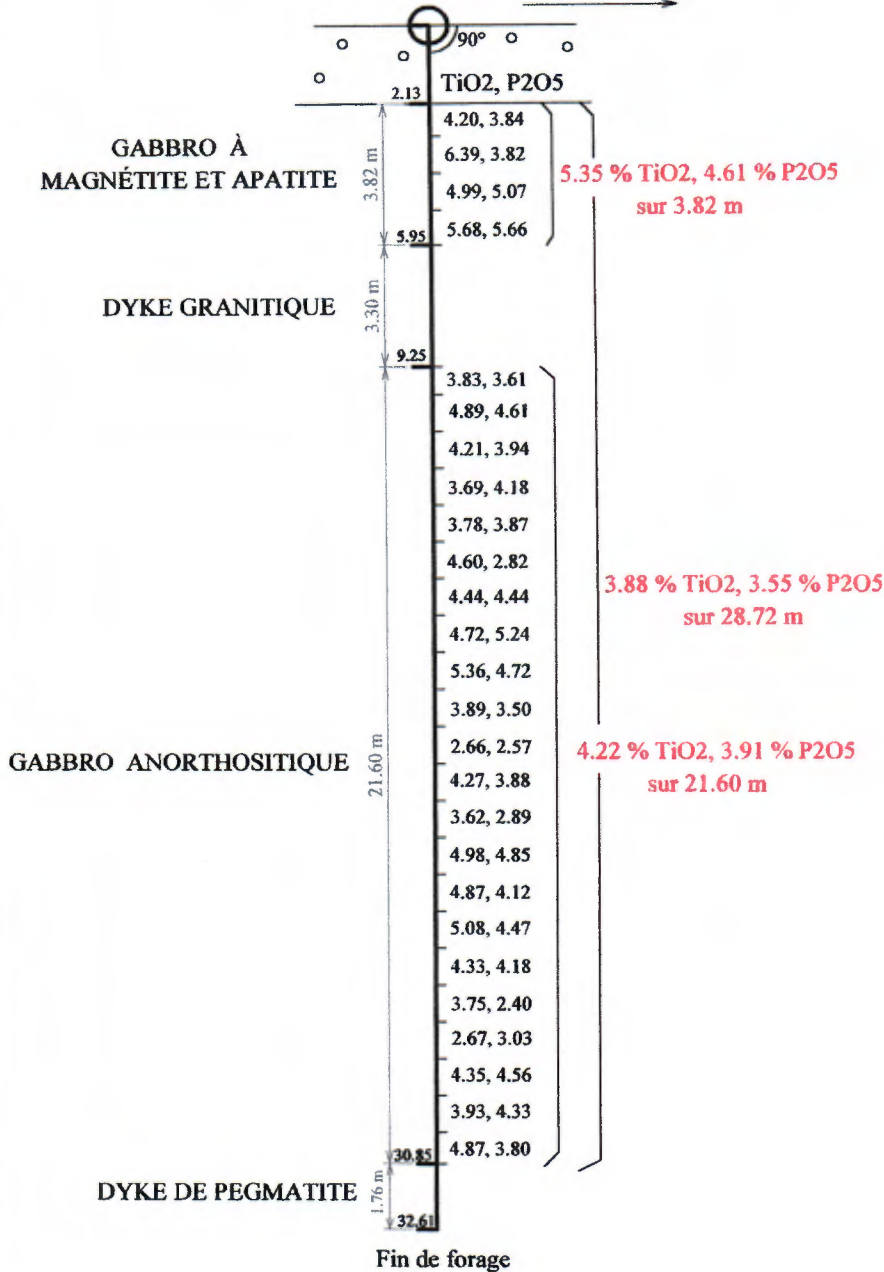 90°
TiO2, P2O5
2.13
4.20, 3.84
GABBRO À
MAGNÉTITE ET APATITE
3.82 m
6.39, 3.82
4.99, 5.07
5.68, 5.66
5.35 % TiO2, 4.61 % P2O5
sur 3.82 m
5.95
DYKE GRANITIQUE
3.30 m
9.25
3.83, 3.61
4.89, 4.61
4.21, 3.94
3.69, 4.18
3.78, 3.87
4.60, 2.82
4.44, 4.44
4.72, 5.24
5.36, 4.72
3.89, 3.50
3.88 % TiO2, 3.55 % P2O5
sur 28.72 m
GABBRO ANORTHOSITIQUE
21.60 m
2.66, 2.57
4.27, 3.88
3.62, 2.89
4.98, 4.85
4.87, 4.12
5.08, 4.47
4.33, 4.18
3.75, 2.40
2.67, 3.03
4.35, 4.56
3.93, 4.33
4.87, 3.80
4.22 % TiO2, 3.91 % P2O5
sur 21.60 m
30.85
DYKE DE PEGMATITE
1.76 m
32.61
Fin de forage